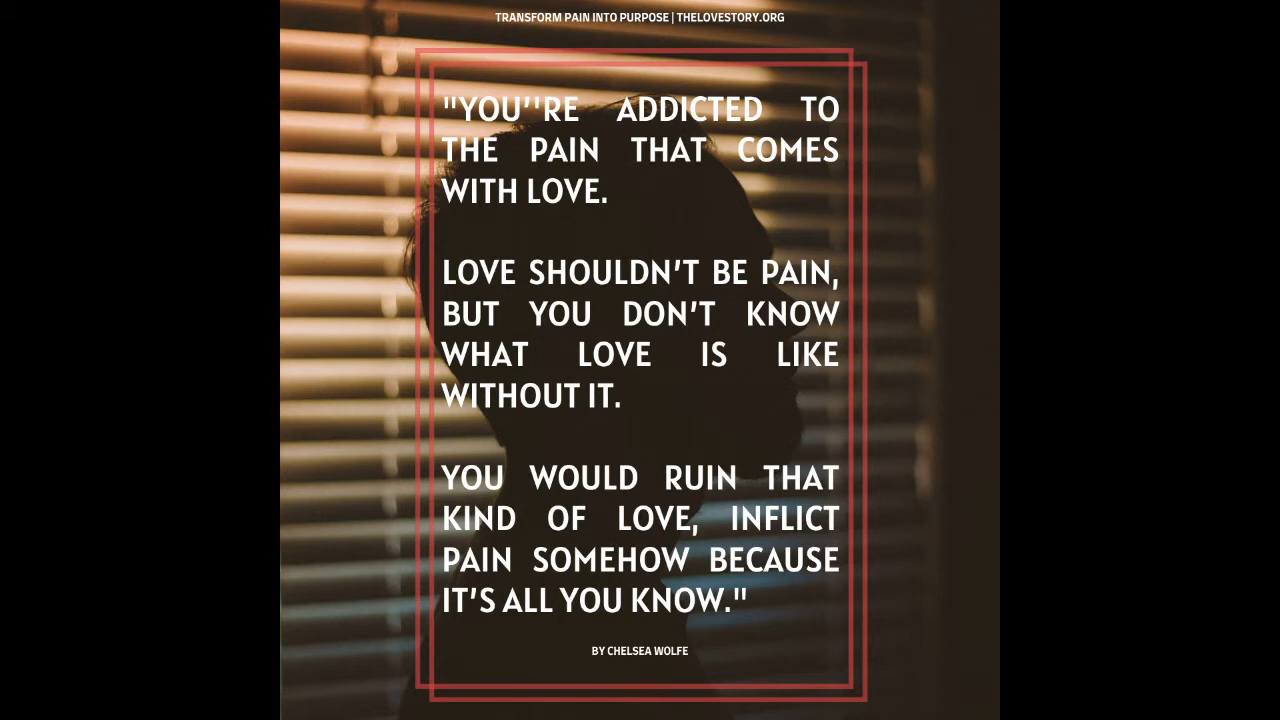 TRANSFORM PAIN INTO PURPOSE | THELOVESTORY.ORG
"YOU''RE ADDICTED TO
THE PAIN THAT COMES
WITH LOVE.
LOVE SHOULDN'T BE PAIN,
BUT YOU DON'T KNOW
WHAT LOVE IS LIKE
WITHOUT IT.
YOU WOULD RUIN THAT
KIND OF LOVE, INFLICT
PAIN SOMEHOW BECAUSE
IT'S ALL YOU KNOW."
BY CHELSEA WOLFE